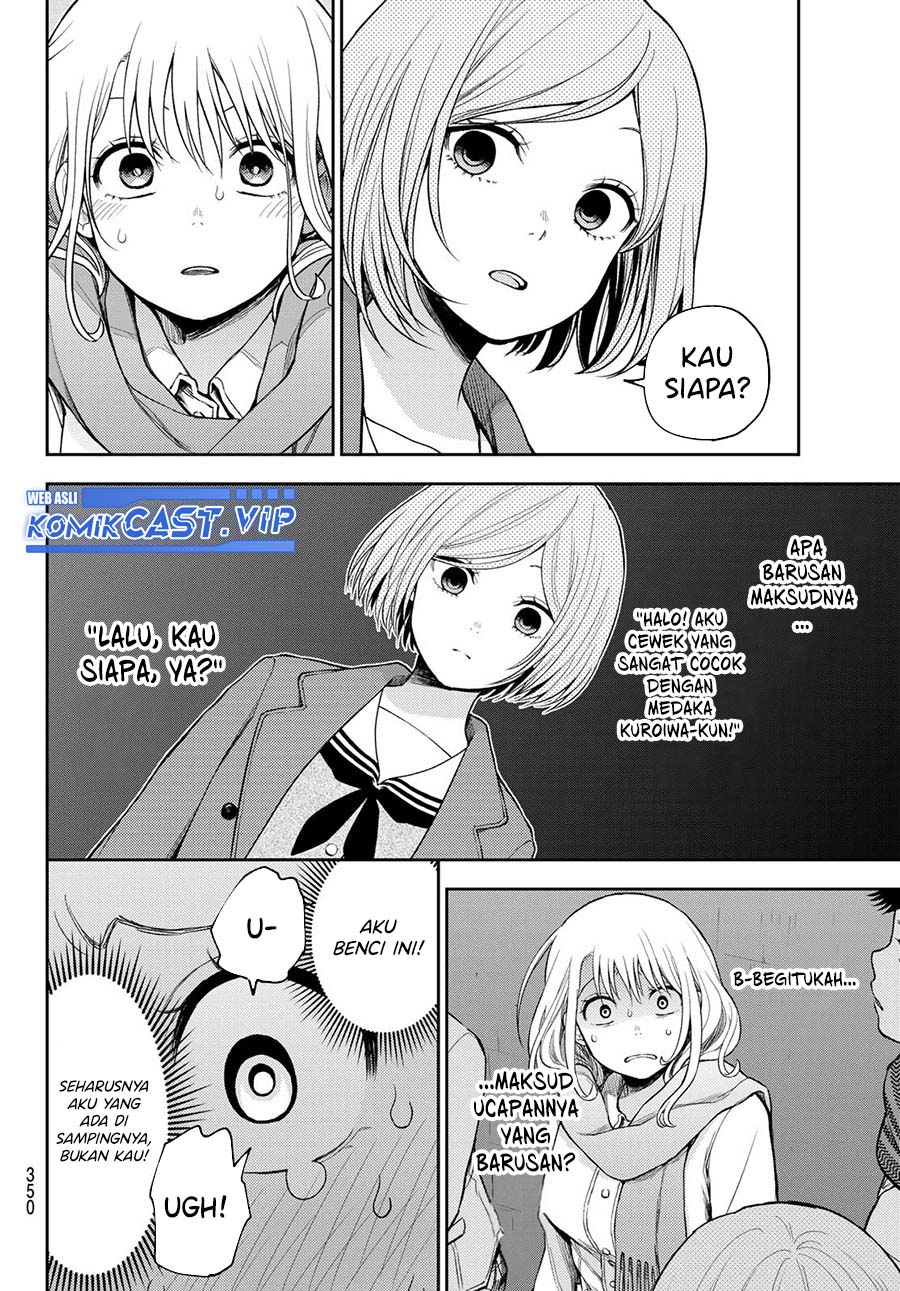 KAU
SIAPA?
WEB ASLI
KOMIKCAST.VIP
APA
BARUSAN
MAKSUDNYA
...
"HALO! AKU
CEWEK YANG
SANGAT COCOK
DENGAN
MEDAKA
KUROIWA-KUN!"
"LALU, KAU
SIAPA, YA?"
B-BEGITUKAH...
...MAKSUD
UCAPANNYA
YANG
BARUSAN?
AKU
BENCI INI!
U-
SEHARUSNYA
AKU YANG
ADA DI
SAMPINGNYA,
BUKAN KAU!
UGH!
350